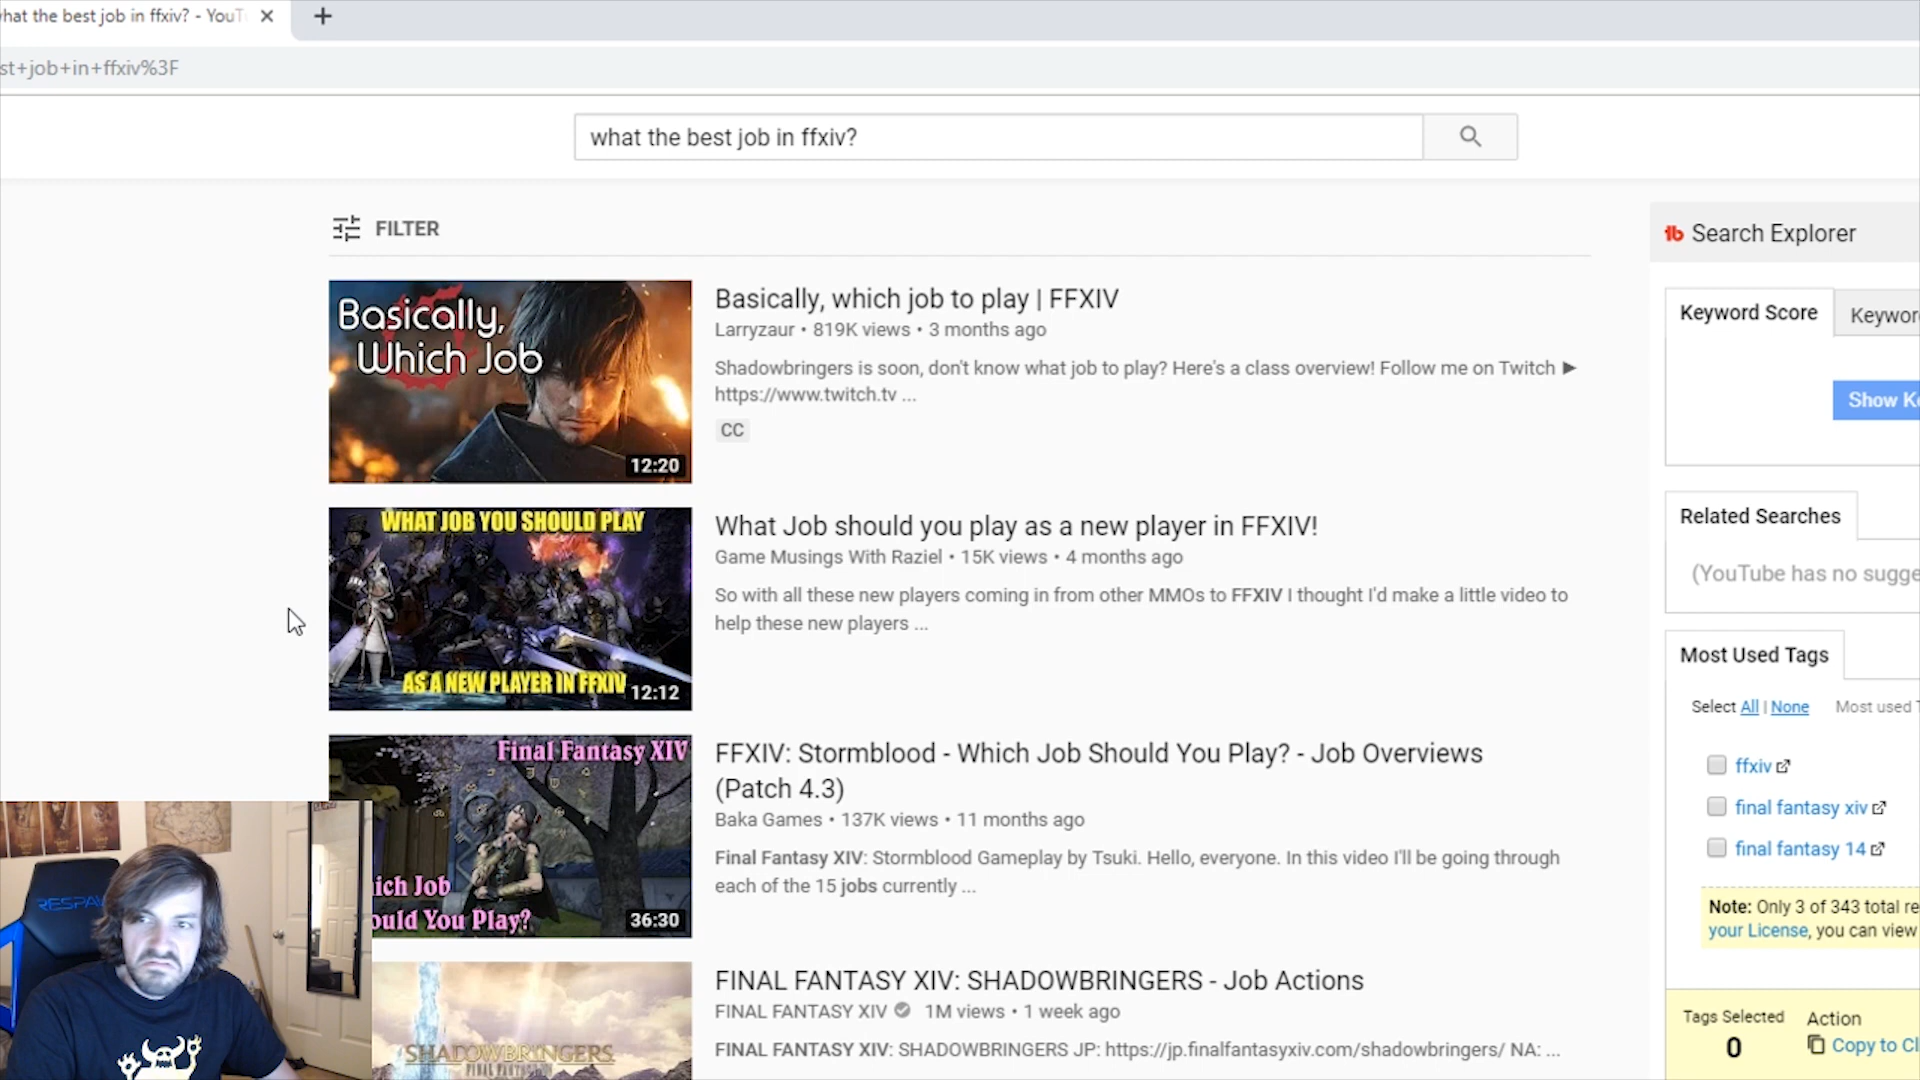 what the best job in ffxiv? - YouT
st+job+in+ffxiv%3F
what the best job in ffxiv?
FILTER
Basically,
Which Job
12:20
Basically, which job to play | FFXIV
Larryzaur • 819K views • 3 months ago
Shadowbringers is soon, don't know what job to play? Here's a class overview! Follow me on Twitch ►
https://www.twitch.tv ...
CC
WHAT JOB YOU SHOULD PLAY
AS A NEW PLAYER IN FFXIV
12:12
What Job should you play as a new player in FFXIV!
Game Musings With Raziel • 15K views • 4 months ago
So with all these new players coming in from other MMOs to FFXIV I thought I'd make a little video to
help these new players ...
Final Fantasy XIV
ich Job
ould You Play?
36:30
FFXIV: Stormblood - Which Job Should You Play? - Job Overviews
(Patch 4.3)
Baka Games • 137K views • 11 months ago
Final Fantasy XIV: Stormblood Gameplay by Tsuki. Hello, everyone. In this video I'll be going through
each of the 15 jobs currently ...
SHADOWBRINGERS
FINAL FANTASY
FINAL FANTASY XIV: SHADOWBRINGERS - Job Actions
FINAL FANTASY XIV 1M views • 1 week ago
FINAL FANTASY XIV: SHADOWBRINGERS JP: https://jp.finalfantasyxiv.com/shadowbringers/ NA: ...
RESPAW
tb Search Explorer
Keyword Score
Keywor
Show Ke
Related Searches
(YouTube has no sugge
Most Used Tags
Select All | None Most used T
ffxiv
final fantasy xiv
final fantasy 14
Note: Only 3 of 343 total re
your License, you can view
Tags Selected
0
Action
Copy to Cl